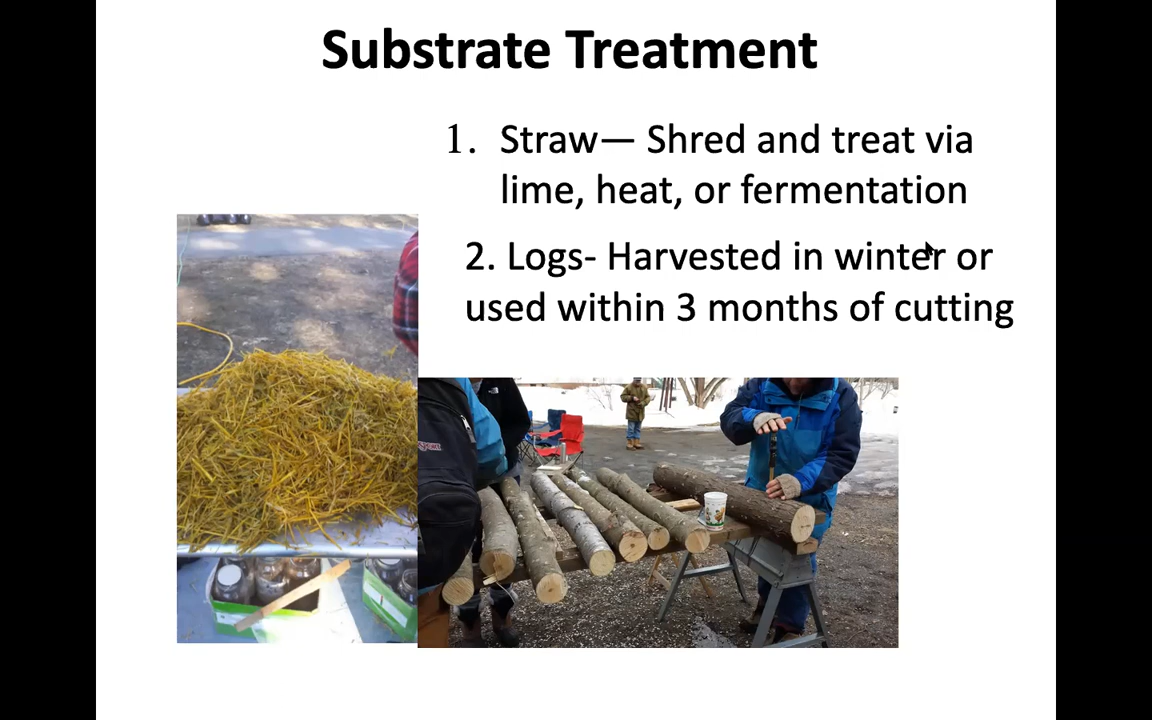 Substrate Treatment
1. Straw— Shred and treat via
lime, heat, or fermentation
2. Logs- Harvested in winter or
used within 3 months of cutting